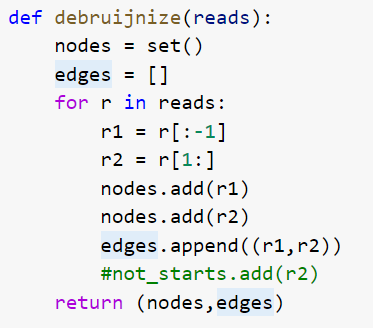 def debruijnize(reads):
    nodes = set()
    edges = []
    for r in reads:
        r1 = r[:-1]
        r2 = r[1:]
        nodes.add(r1)
        nodes.add(r2)
        edges.append((r1,r2))
        #not_starts.add(r2)
    return (nodes,edges)